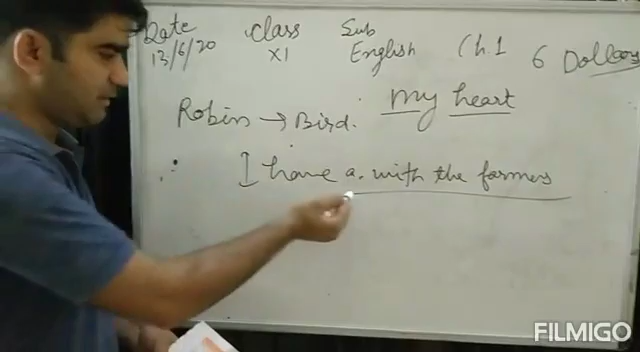 Date Class Sub
13/6/20 XI English Ch.1 6 Dollars
Robin → Bird. My heart
I have a. with the farmers
FILMIGO